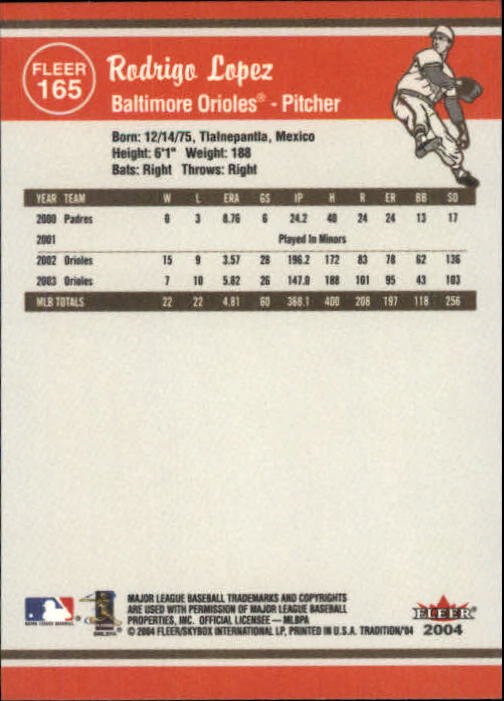 FLEER
165
Rodrigo Lopez
Baltimore Orioles® - Pitcher
Born: 12/14/75, Tlalnepantla, Mexico
Height: 6'1" Weight: 188
Bats: Right Throws: Right
YEAR TEAM W L ERA GS IP H R ER BB SO
2000 Padres 0 3 8.76 6 24.2 40 24 24 13 17
2001 Played In Minors
2002 Orioles 15 9 3.57 28 196.2 172 83 78 62 136
2003 Orioles 7 10 5.82 26 147.0 188 101 95 43 103
MLB TOTALS 22 22 4.81 60 368.1 400 208 197 118 256
MAJOR LEAGUE BASEBALL TRADEMARKS AND COPYRIGHTS
ARE USED WITH PERMISSION OF MAJOR LEAGUE BASEBALL
PROPERTIES, INC. OFFICIAL LICENSEE — MLBPA
© 2004 FLEER/SKYBOX INTERNATIONAL LP, PRINTED IN U.S.A. TRADITION/'04
FLEER
2004